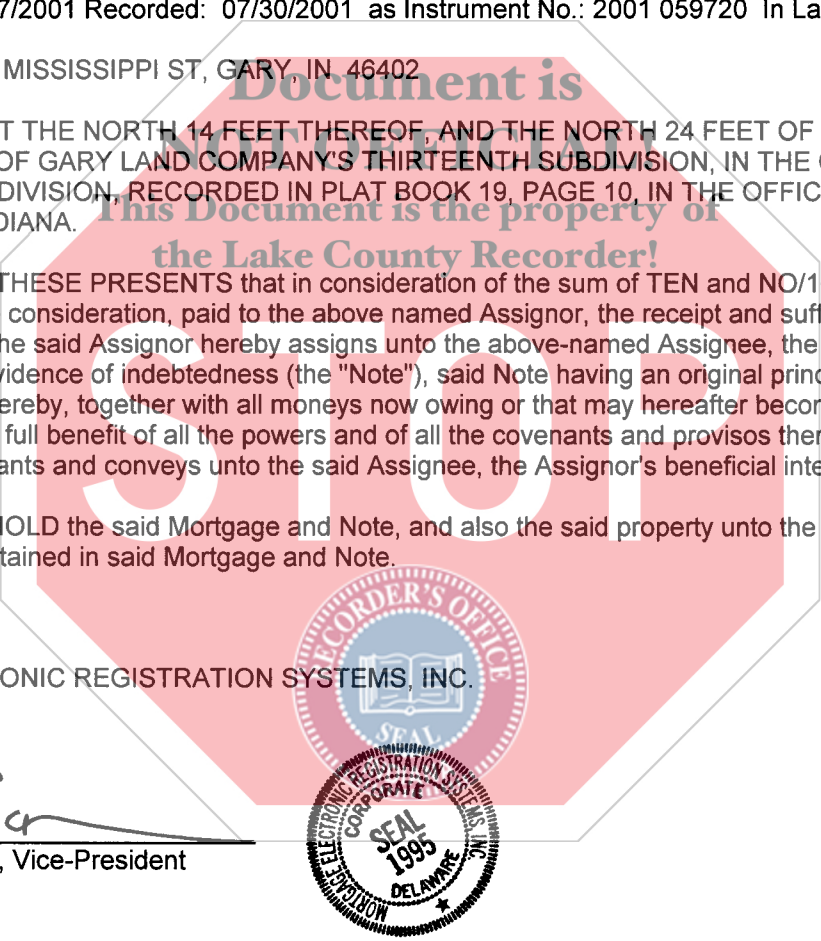 7/2001 Recorded: 07/30/2001 as Instrument No.: 2001 059720 In La
MISSISSIPPI ST, GARY, IN 46402
Document is
T THE NORTH 14 FEET THEREOF, AND THE NORTH 24 FEET OF
NOT OFFICIAL!
OF GARY LAND COMPANY'S THIRTEENTH SUBDIVISION, IN THE
DIVISION, RECORDED IN PLAT BOOK 19, PAGE 10, IN THE OFFIC
This Document is the property of
DIANA.
the Lake County Recorder!
THESE PRESENTS that in consideration of the sum of TEN and NO/1
consideration, paid to the above named Assignor, the receipt and suff
he said Assignor hereby assigns unto the above-named Assignee, the
vidence of indebtedness (the "Note"), said Note having an original princ
ereby, together with all moneys now owing or that may hereafter becom
full benefit of all the powers and of all the covenants and provisos ther
ants and conveys unto the said Assignee, the Assignor's beneficial inte
STOP
HOLD the said Mortgage and Note, and also the said property unto the
tained in said Mortgage and Note.
RECORDER'S OFFICE
SEAL
ONIC REGISTRATION SYSTEMS, INC.
MORTGAGE ELECTRONIC REGISTRATION SYSTEMS, INC.
CORPORATE
SEAL
1995
DELAWARE
, Vice-President